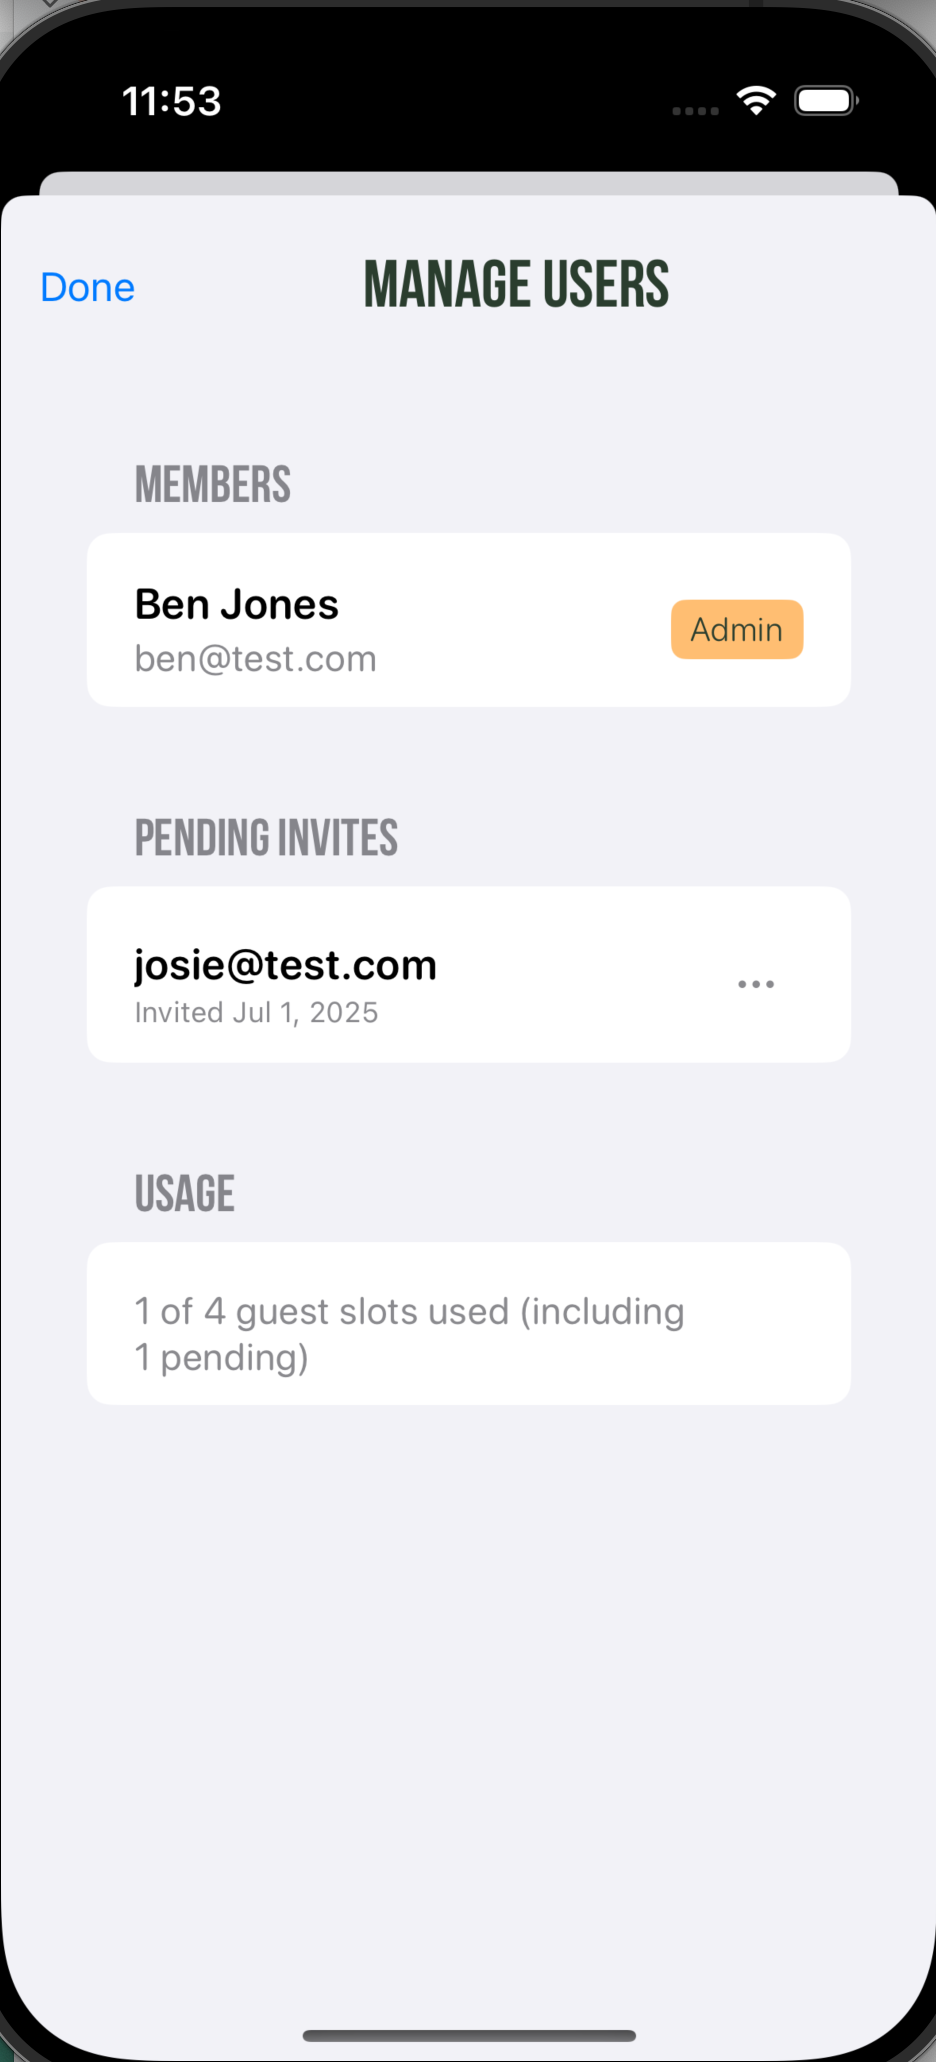 11:53
Done
MANAGE USERS
MEMBERS
Ben Jones
Admin
ben@test.com
PENDING INVITES
josie@test.com
Invited Jul 1, 2025
USAGE
1 of 4 guest slots used (including
1 pending)